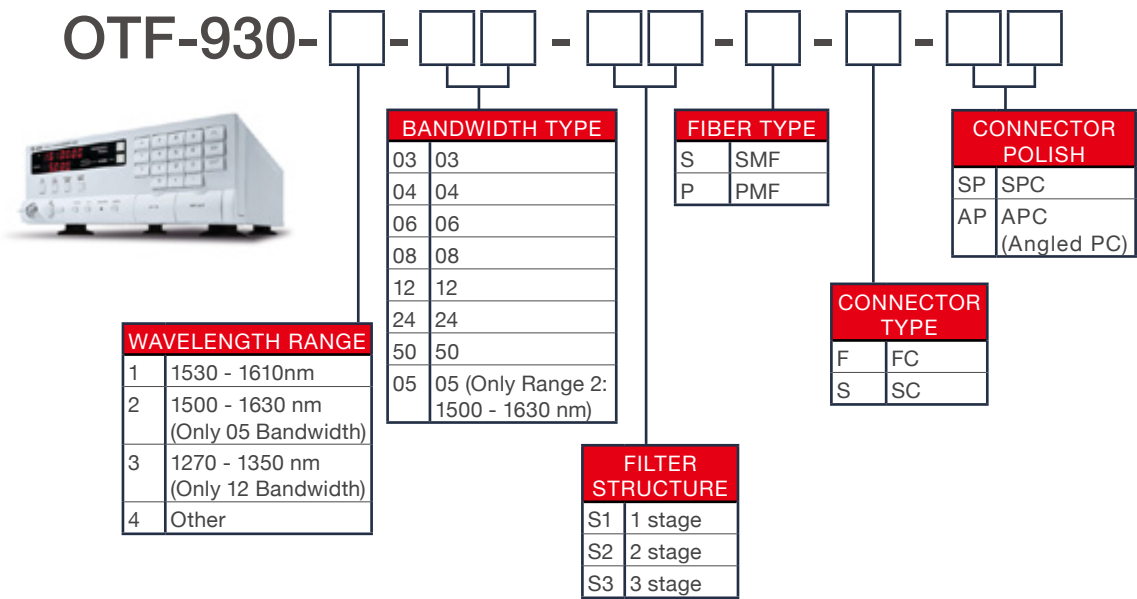 OTF-930- - - - - -
BANDWIDTH TYPE
03 03
04 04
06 06
08 08
12 12
24 24
50 50
05 05 (Only Range 2:
1500 - 1630 nm)
FIBER TYPE
S SMF
P PMF
CONNECTOR
POLISH
SP SPC
AP APC
(Angled PC)
WAVELENGTH RANGE
1 1530 - 1610nm
2 1500 - 1630 nm
(Only 05 Bandwidth)
3 1270 - 1350 nm
(Only 12 Bandwidth)
4 Other
CONNECTOR
TYPE
F FC
S SC
FILTER
STRUCTURE
S1 1 stage
S2 2 stage
S3 3 stage